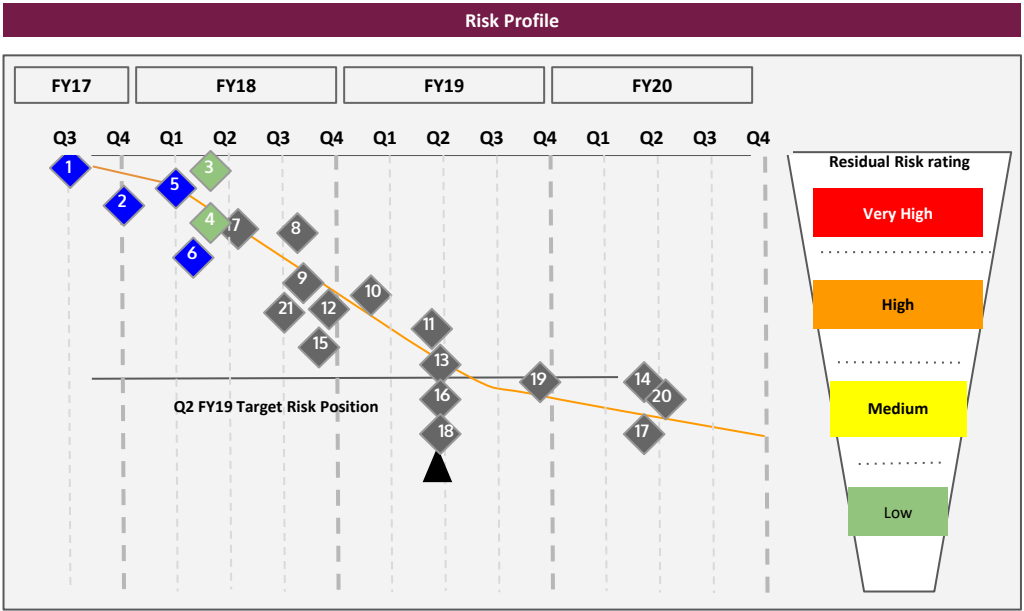 Risk Profile
FY17 FY18 FY19 FY20
Q3 Q4 Q1 Q2 Q3 Q4 Q1 Q2 Q3 Q4 Q1 Q2 Q3 Q4
Residual Risk rating
1 3
5
2 Very High
4 7 8
6
9
10 High
21 12
11
15
13
19 14
16 20 Medium
Q2 FY19 Target Risk Position
18 17
Low